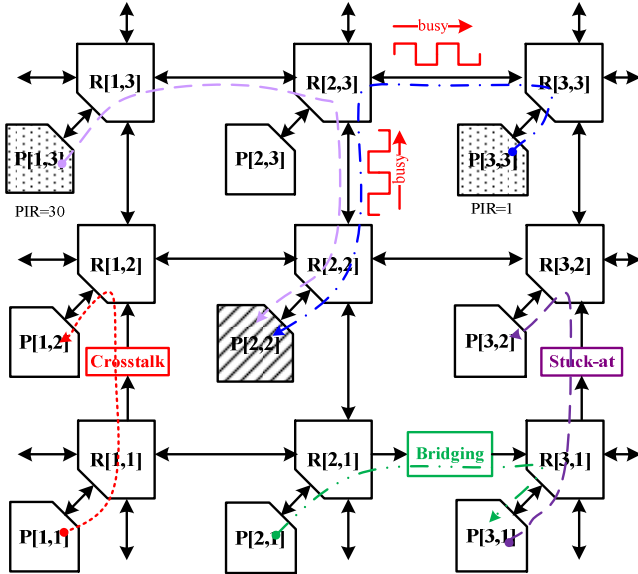 busy
R[1,3]
R[2,3]
R[3,3]
P[1,3]
P[2,3]
P[3,3]
busy
PIR=30
PIR=1
R[1,2]
R[2,2]
R[3,2]
P[1,2]
P[2,2]
P[3,2]
Crosstalk
Stuck-at
R[1,1]
R[2,1]
Bridging
R[3,1]
P[1,1]
P[2,1]
P[3,1]